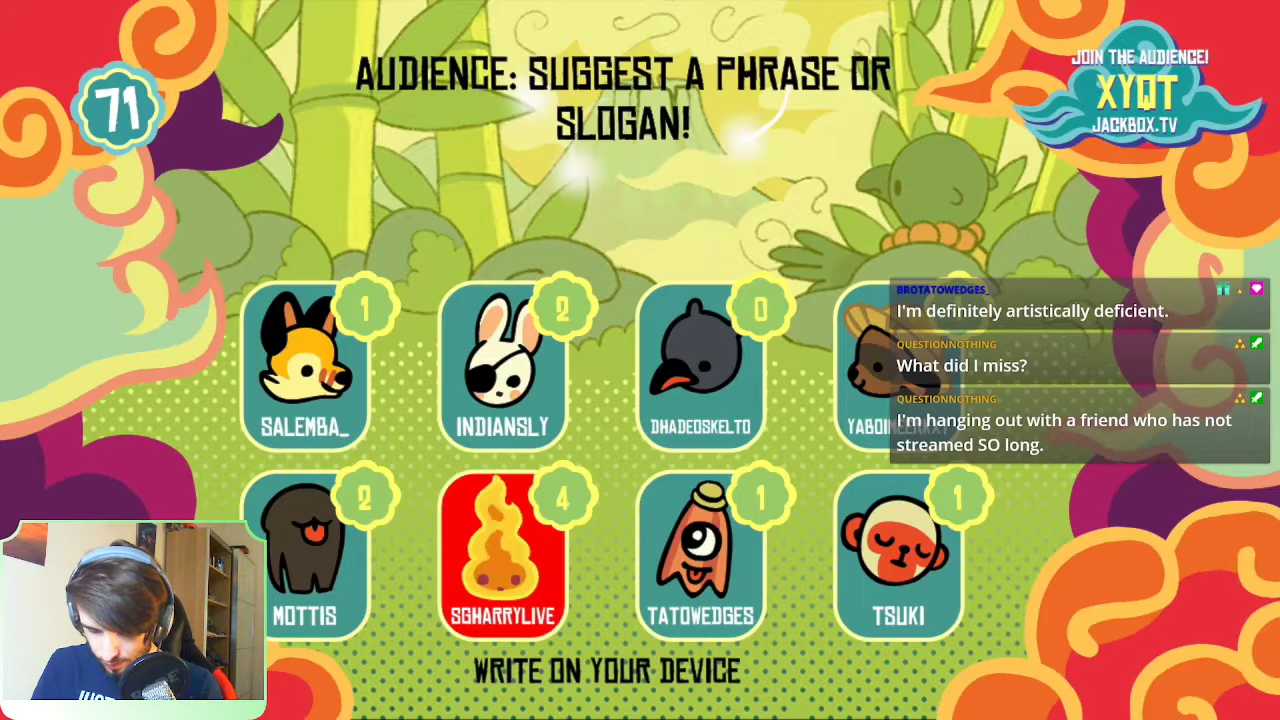 71
AUDIENCE: SUGGEST A PHRASE OR
SLOGAN!
JOIN THE AUDIENCE!
XYQT
JACKBOX.TV
1
2
0
SALEMBA_
INDIANSLY
DHADEOSKELTO
BROTATOWEDGES_
I'm definitely artistically deficient.
QUESTIONNOTHING
What did I miss?
QUESTIONNOTHING
I'm hanging out with a friend who has not
streamed SO long.
2
4
1
1
MOTTIS
SGHARRYLIVE
TATOWEDGES
TSUKI
WRITE ON YOUR DEVICE